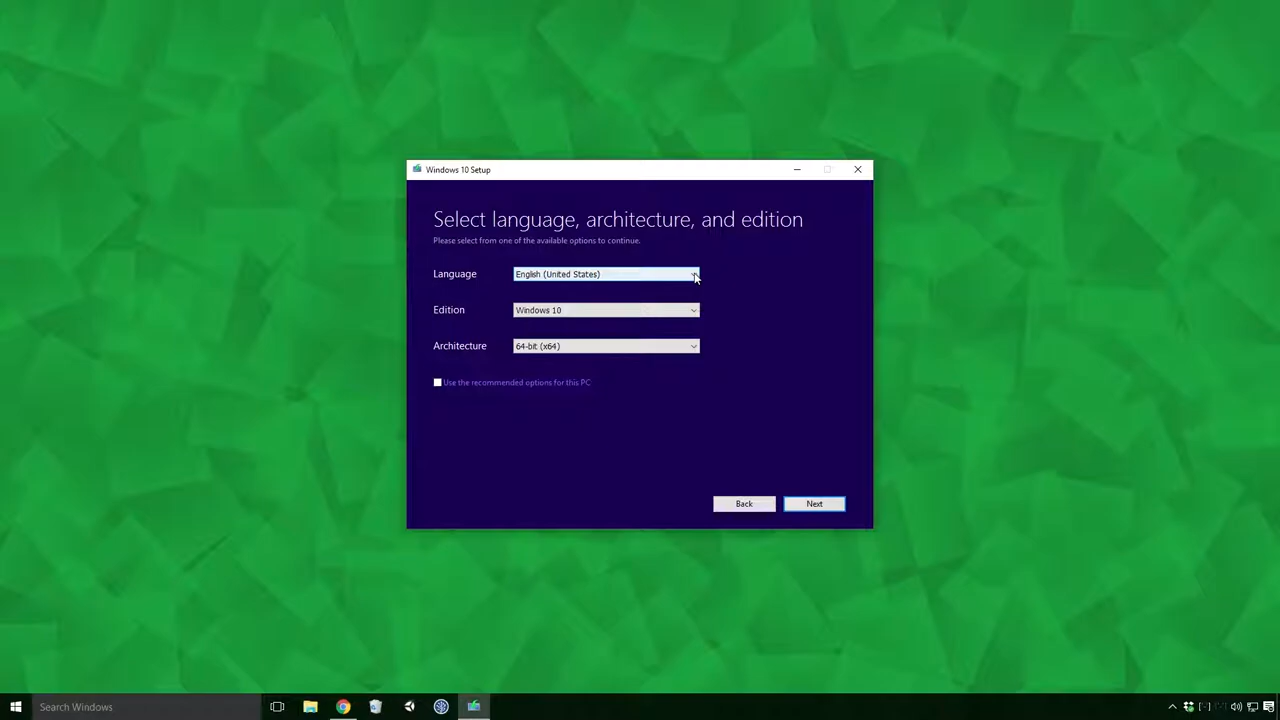 Windows 10 Setup
Select language, architecture, and edition
Please select from one of the available options to continue.
Language English (United States)
Edition Windows 10
Architecture 64-bit (x64)
Use the recommended options for this PC
Back Next
Search Windows